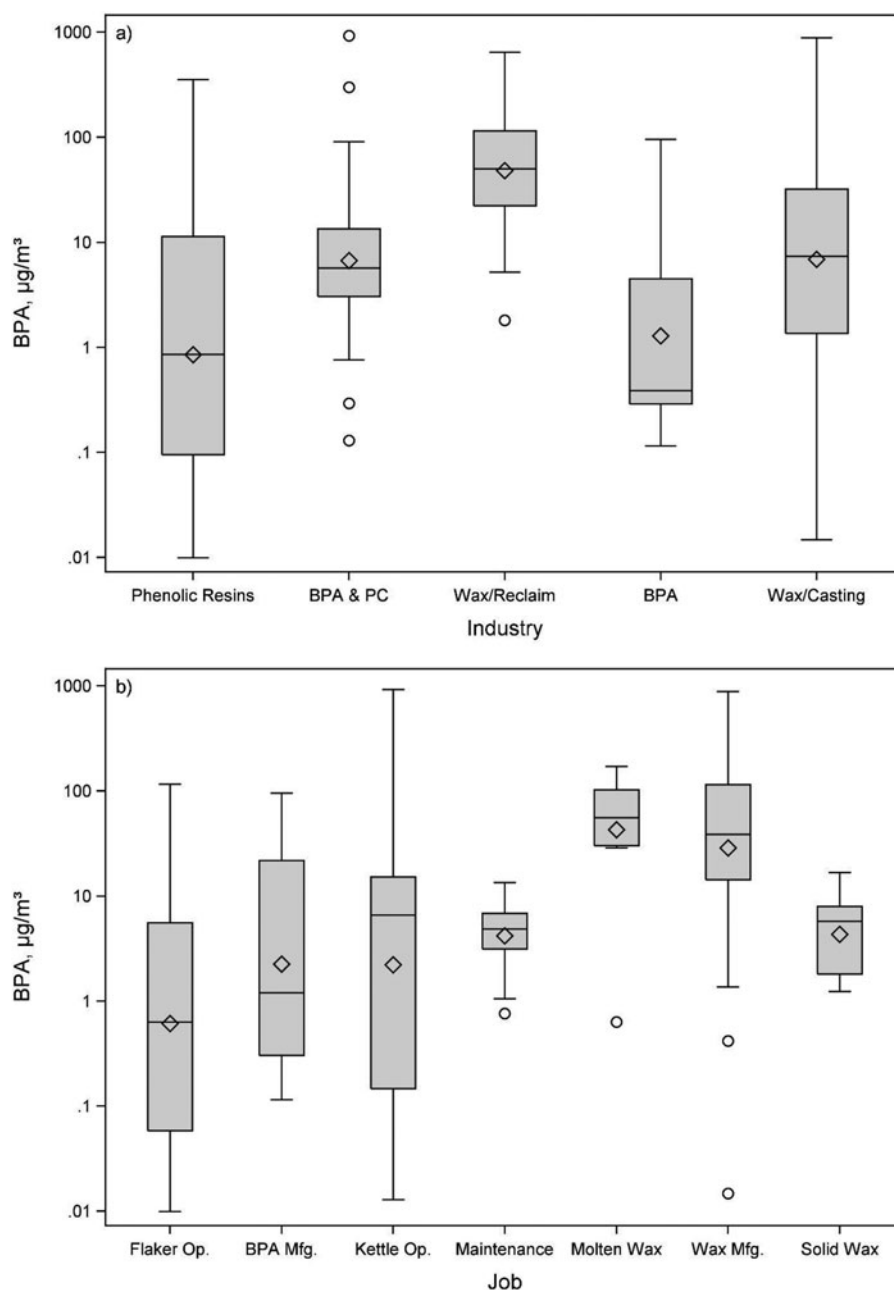 a)
1000
100
10
1
.1
.01
BPA, µg/m³
Phenolic Resins BPA & PC Wax/Reclaim BPA Wax/Casting
Industry
b)
1000
100
10
1
.1
.01
BPA, µg/m³
Flaker Op. BPA Mfg. Kettle Op. Maintenance Molten Wax Wax Mfg. Solid Wax
Job